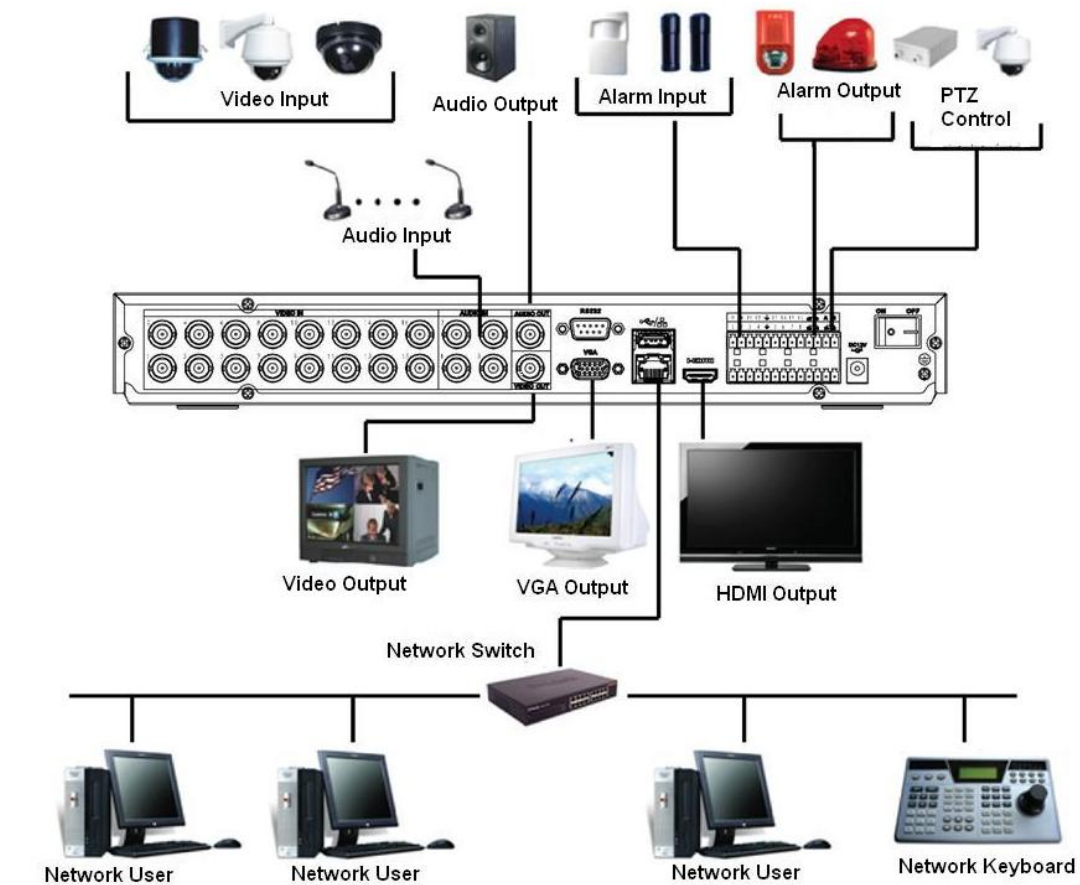 Video Input
Audio Output
Alarm Input
Alarm Output
PTZ
Control
Audio Input
VIDEO IN
AUDIO IN
AUDIO OUT
RS232
ON OFF
VGA
DC12V
VIDEO OUT
Video Output
VGA Output
HDMI Output
Network Switch
Network User
Network User
Network User
Network Keyboard